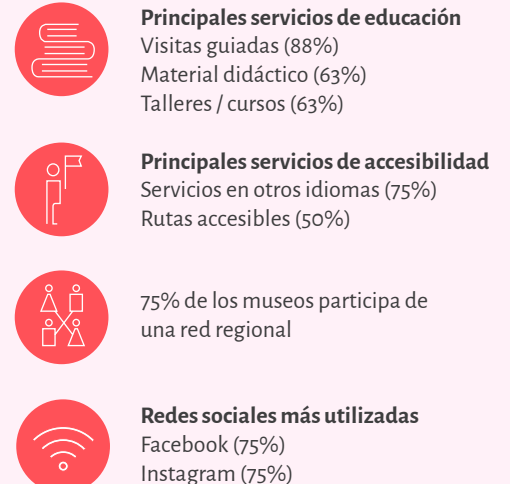 Principales servicios de educación
Visitas guiadas (88%)
Material didáctico (63%)
Talleres / cursos (63%)
Principales servicios de accesibilidad
Servicios en otros idiomas (75%)
Rutas accesibles (50%)
75% de los museos participa de
una red regional
Redes sociales más utilizadas
Facebook (75%)
Instagram (75%)